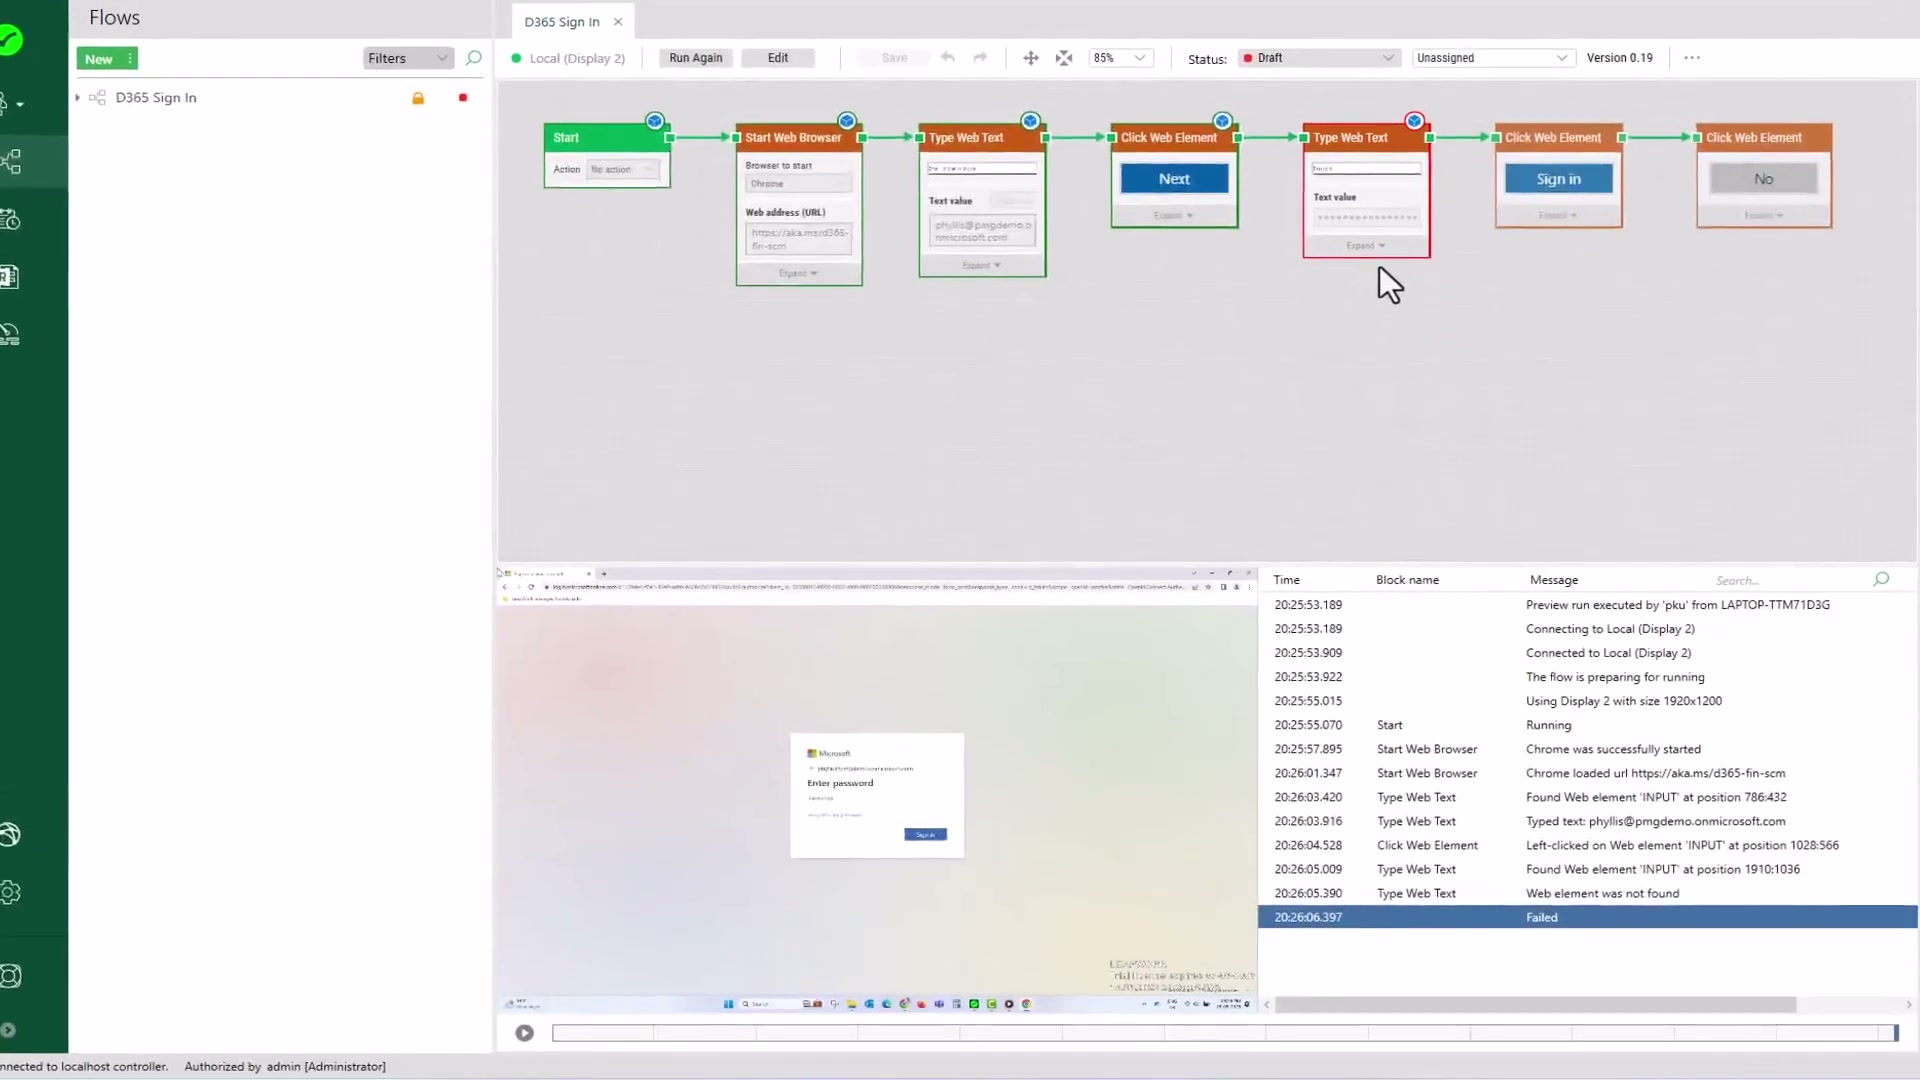 Flows
D365 Sign In
New
Filters
Local (Display 2)
Run Again
Edit
Save
85%
Status:
Draft
Unassigned
Version 0.19
D365 Sign In
Start
Action
No action
Start Web Browser
Browser to start
Chrome
Web address (URL)
https://aka.ms/d365-
fin-scm
Expand
Type Web Text
Text value
phyllis@pmgdemo.o
nmicrosoft.com
Expand
Click Web Element
Next
Expand
Type Web Text
Text value
Expand
Click Web Element
Sign in
Expand
Click Web Element
No
Expand
Microsoft
Enter password
Sign in
Search
Time Block name Message Search...
20:25:53.189 Preview run executed by 'pku' from LAPTOP-TTM71D3G
20:25:53.189 Connecting to Local (Display 2)
20:25:53.909 Connected to Local (Display 2)
20:25:53.922 The flow is preparing for running
20:25:55.015 Using Display 2 with size 1920x1200
20:25:55.070 Start Running
20:25:57.895 Start Web Browser Chrome was successfully started
20:26:01.347 Start Web Browser Chrome loaded url https://aka.ms/d365-fin-scm
20:26:03.420 Type Web Text Found Web element 'INPUT' at position 786:432
20:26:03.916 Type Web Text Typed text: phyllis@pmgdemo.onmicrosoft.com
20:26:04.528 Click Web Element Left-clicked on Web element 'INPUT' at position 1028:566
20:26:05.009 Type Web Text Found Web element 'INPUT' at position 1910:1036
20:26:05.390 Type Web Text Web element was not found
20:26:06.397 Failed
nnected to localhost controller. Authorized by admin [Administrator]